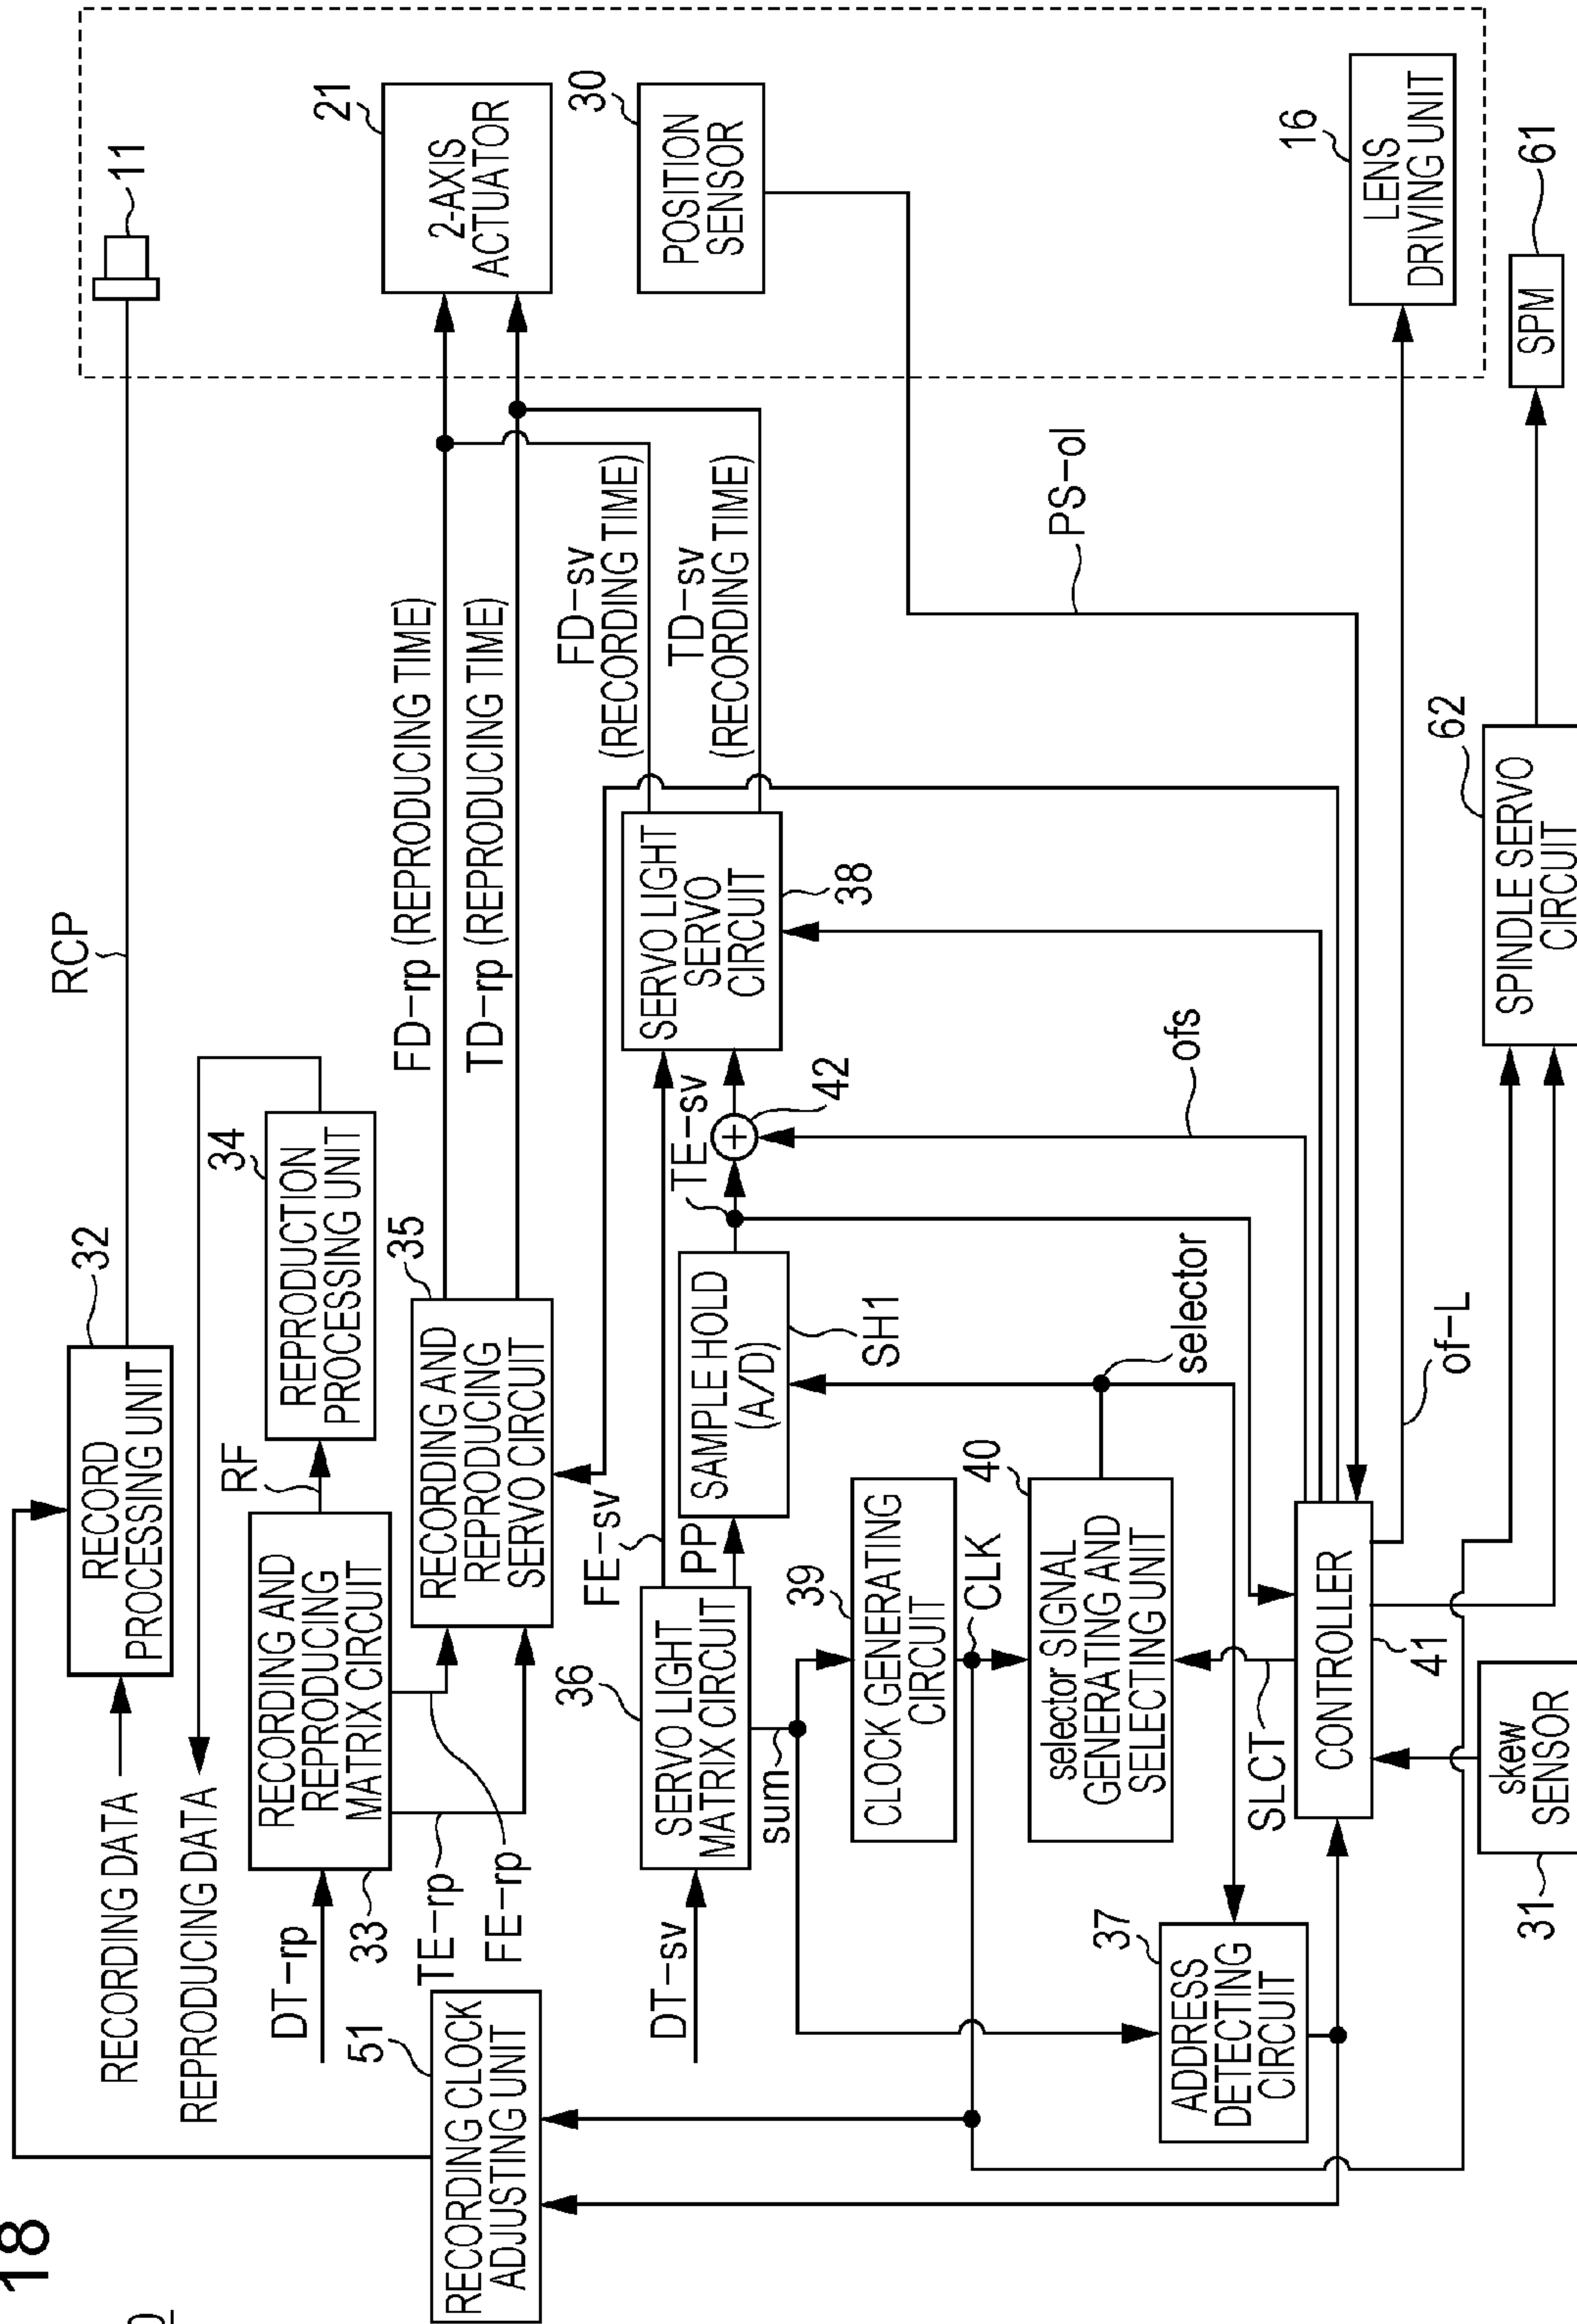 18
RCP
11
32
RECORD
PROCESSING UNIT
RECORDING DATA
REPRODUCING DATA
34
REPRODUCTION
PROCESSING UNIT
RF
RECORDING AND
REPRODUCING
MATRIX CIRCUIT
33
DT-rp
TE-rp
FE-rp
35
RECORDING AND
REPRODUCING
SERVO CIRCUIT
FD-rp (REPRODUCING TIME)
TD-rp (REPRODUCING TIME)
21
2-AXIS
ACTUATOR
51
RECORDING CLOCK
ADJUSTING UNIT
FD-sv
(RECORDING TIME)
TD-sv
(RECORDING TIME)
30
POSITION
SENSOR
DT-sv
36
SERVO LIGHT
MATRIX CIRCUIT
sum
FE-sv
PP
SAMPLE HOLD
(A/D)
SH1
TE-sv
42
SERVO LIGHT
SERVO
CIRCUIT
38
39
CLOCK GENERATING
CIRCUIT
CLK
40
selector SIGNAL
GENERATING AND
SELECTING UNIT
selector
ofs
PS-ol
37
ADDRESS
DETECTING
CIRCUIT
SLCT
CONTROLLER
41
of-L
16
LENS
DRIVING UNIT
31
skew
SENSOR
62
SPINDLE SERVO
CIRCUIT
SPM
61